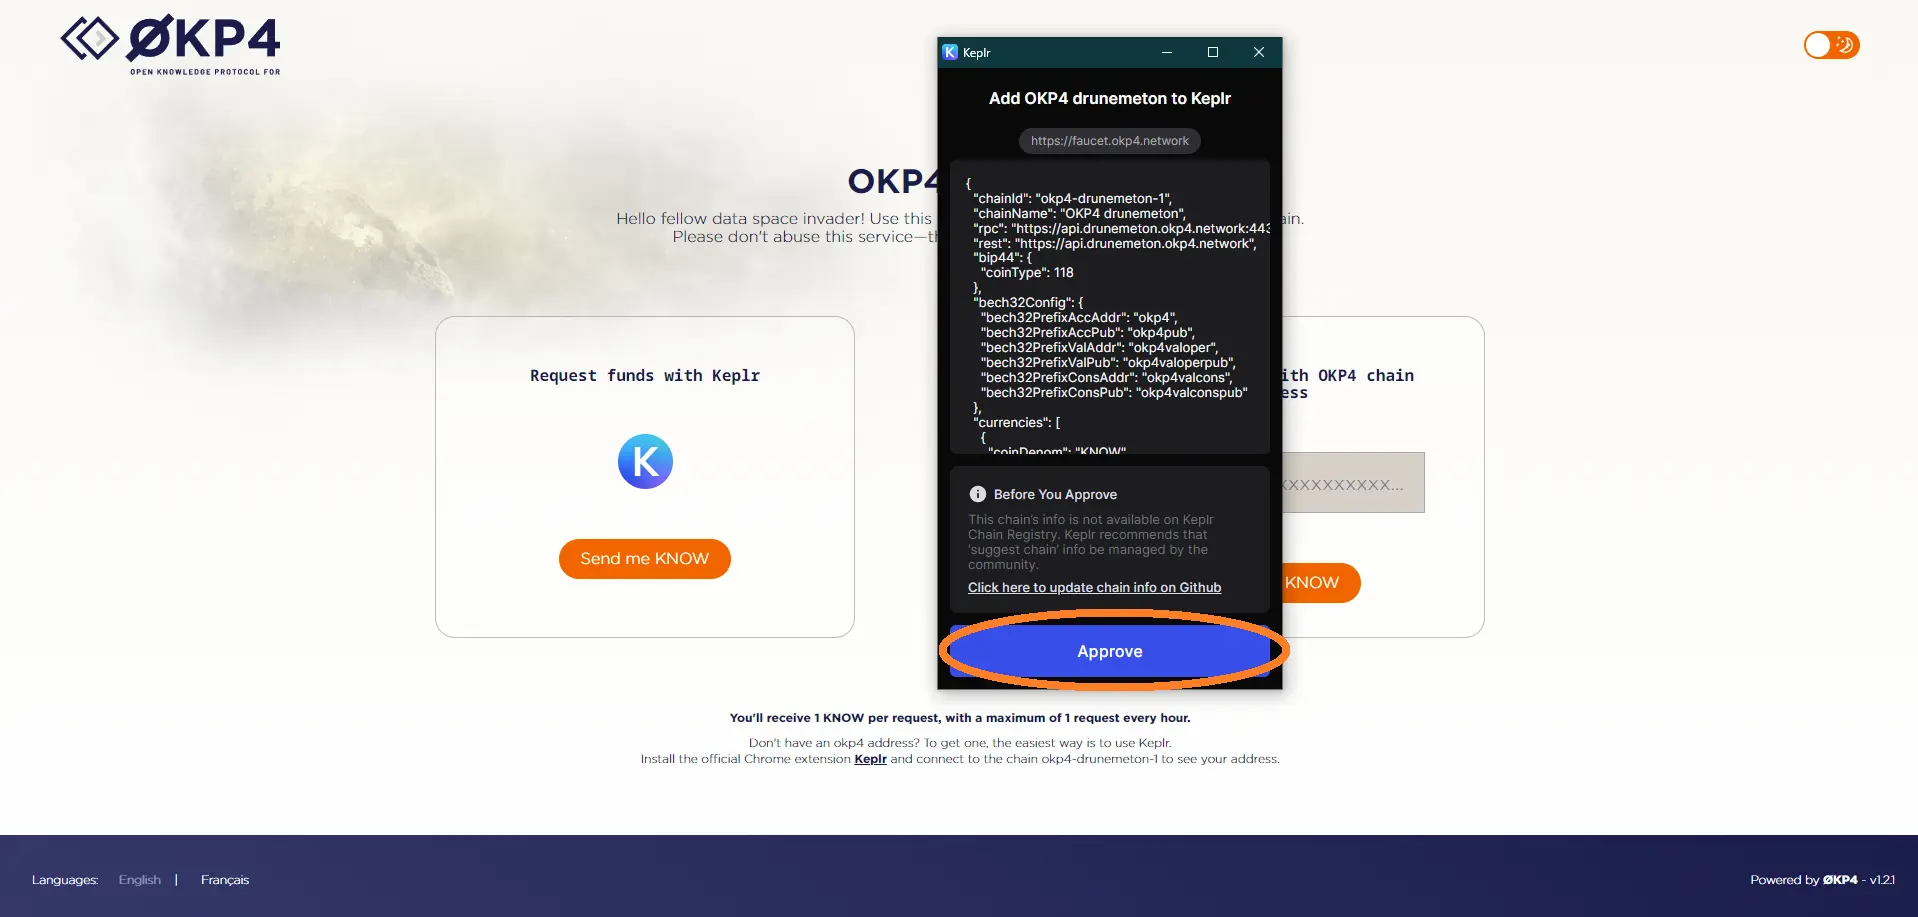 ØKP4
OPEN KNOWLEDGE PROTOCOL FOR
OKP4
Hello fellow data space invader! Use this
ain.
Please don't abuse this service—th
Request funds with Keplr
K
Send me KNOW
K Keplr
Add OKP4 drunemeton to Keplr
https://faucet.okp4.network
{
"chainId": "okp4-drunemeton-1",
"chainName": "OKP4 drunemeton",
"rpc": "https://api.drunemeton.okp4.network:443
"rest": "https://api.drunemeton.okp4.network",
"bip44": {
"coinType": 118
},
"bech32Config": {
"bech32PrefixAccAddr": "okp4",
"bech32PrefixAccPub": "okp4pub",
"bech32PrefixValAddr": "okp4valoper",
"bech32PrefixValPub": "okp4valoperpub",
"bech32PrefixConsAddr": "okp4valcons",
"bech32PrefixConsPub": "okp4valconspub"
},
"currencies": [
{
"coinDenom": "KNOW"
Before You Approve
This chain's info is not available on Keplr
Chain Registry. Keplr recommends that
'suggest chain' info be managed by the
community.
Click here to update chain info on Github
Approve
ith OKP4 chain
ess
XXXXXXXXXX...
KNOW
You'll receive 1 KNOW per request, with a maximum of 1 request every hour.
Don't have an okp4 address? To get one, the easiest way is to use Keplr.
Install the official Chrome extension Keplr and connect to the chain okp4-drunemeton-1 to see your address.
Languages: English | Français
Powered by ØKP4 - v1.2.1